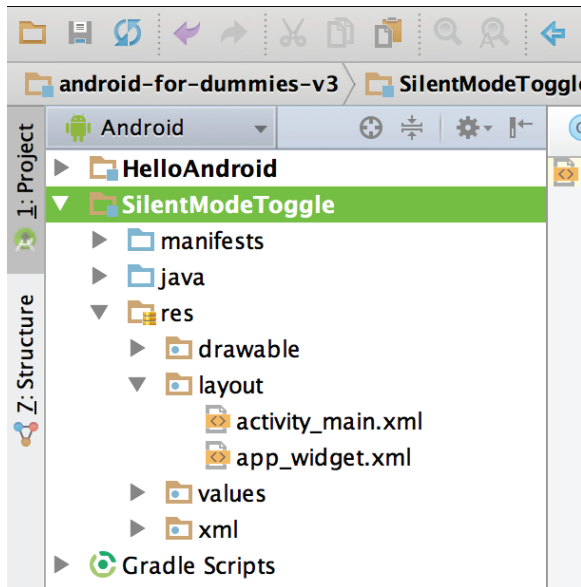 android-for-dummies-v3 SilentModeToggl
1: Project
Android
HelloAndroid
SilentModeToggle
manifests
java
res
drawable
layout
activity_main.xml
app_widget.xml
values
xml
Gradle Scripts
Z: Structure